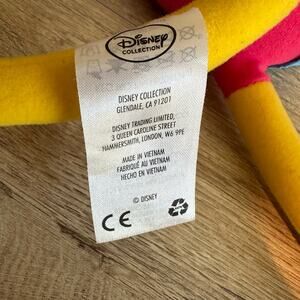 Disney
COLLECTION
DISNEY COLLECTION
GLENDALE, CA 91201
DISNEY TRADING LIMITED,
3 QUEEN CAROLINE STREET
HAMMERSMITH, LONDON, W6 9PE
MADE IN VIETNAM
FABRIQUÉ AU VIETNAM
HECHO EN VIETNAM
© DISNEY
CE